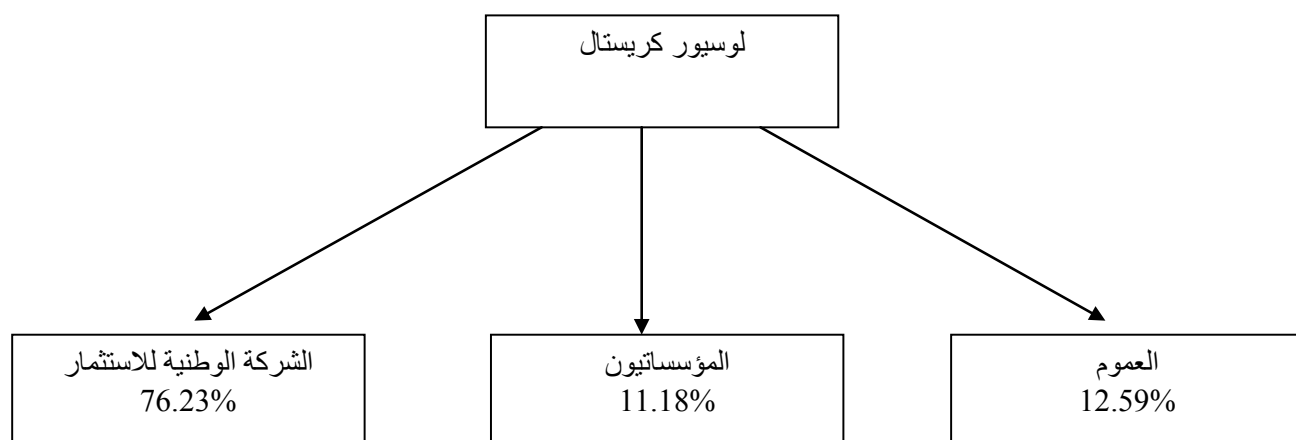 لوسيور كريستال
العموم
12.59%
المؤسساتيون
11.18%
الشركة الوطنية للاستثمار
76.23%